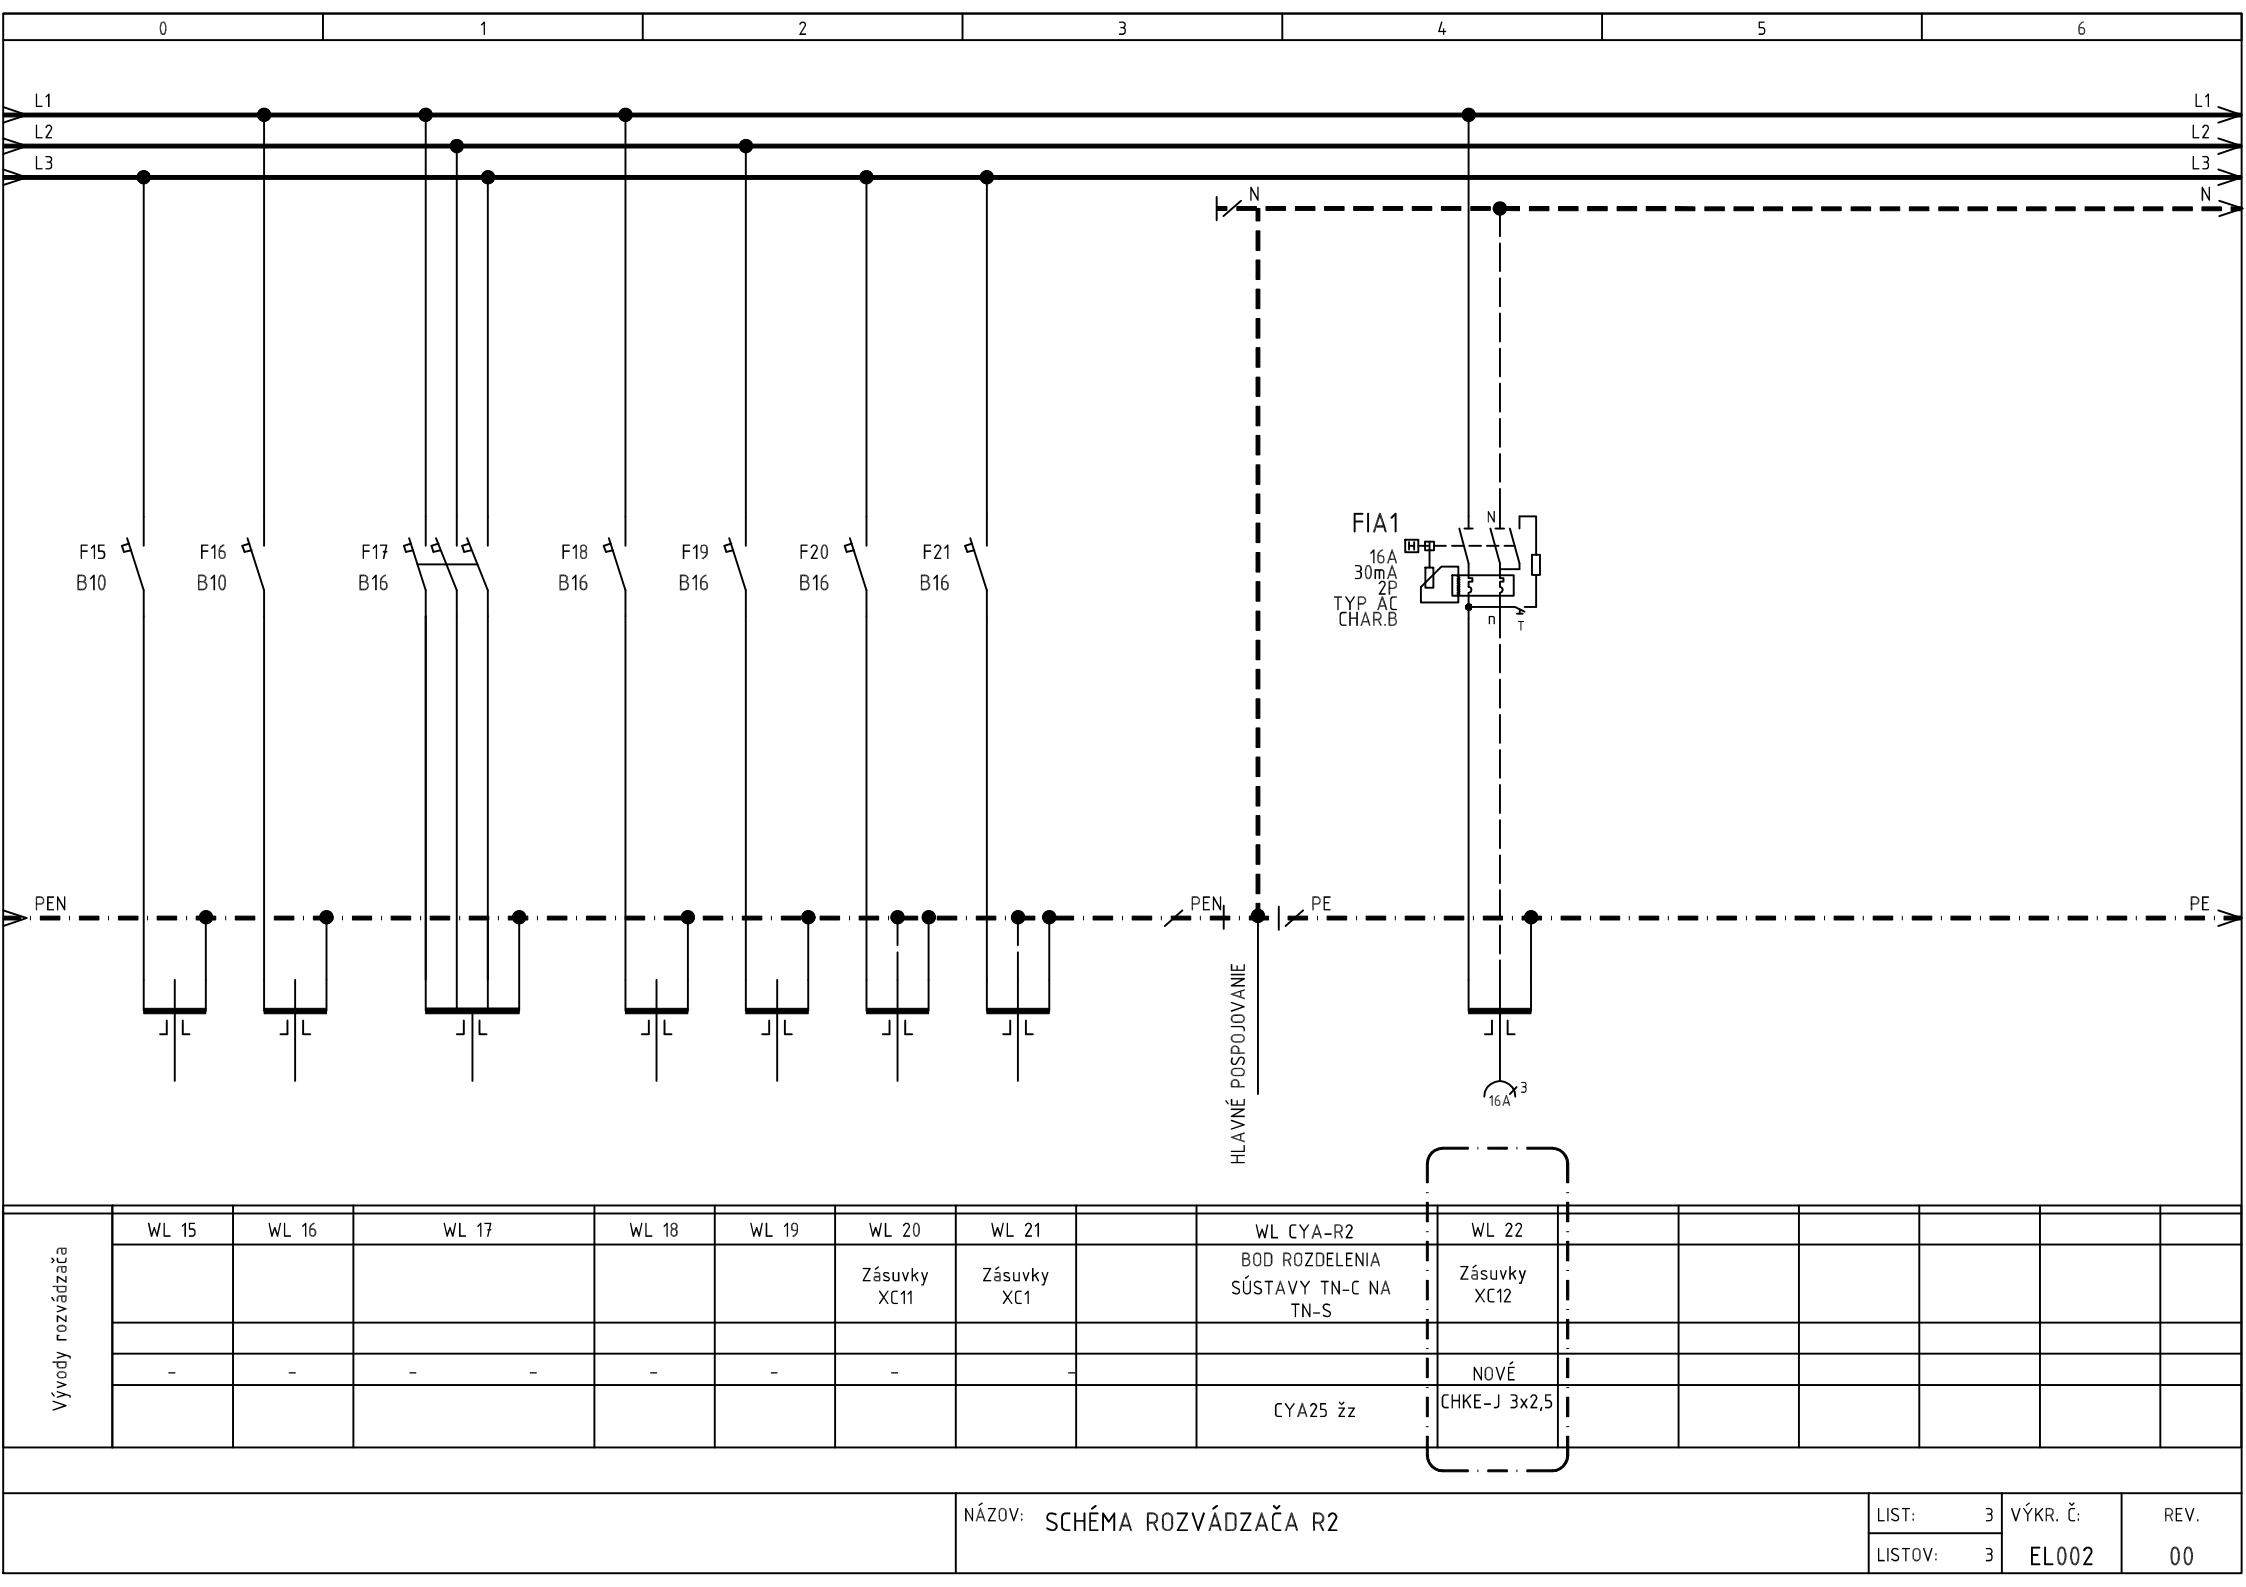 0 1 2 3 4 5 6
L1 L1
L2 L2
L3 L3
N N
F15 F16 F17 F18 F19 F20 F21
B10 B10 B16 B16 B16 B16 B16
FIA1 N
16A
30mA
2P
TYP AC
CHAR.B n T
PEN PEN PE PE
HLAVNÉ POSPOJOVANIE
3
16A
Vývody rozvádzača
WL 15 WL 16 WL 17 WL 18 WL 19 WL 20 WL 21 WL CYA-R2 WL 22
Zásuvky
XC11
Zásuvky
XC1
BOD ROZDELENIA
SÚSTAVY TN-C NA
TN-S
Zásuvky
XC12
- - - - - - - - NOVÉ
CYA25 žz
CHKE-J 3x2,5
NÁZOV: SCHÉMA ROZVÁDZAČA R2
LIST: 3
LISTOV: 3
VÝKR. Č:
EL002
REV.
00